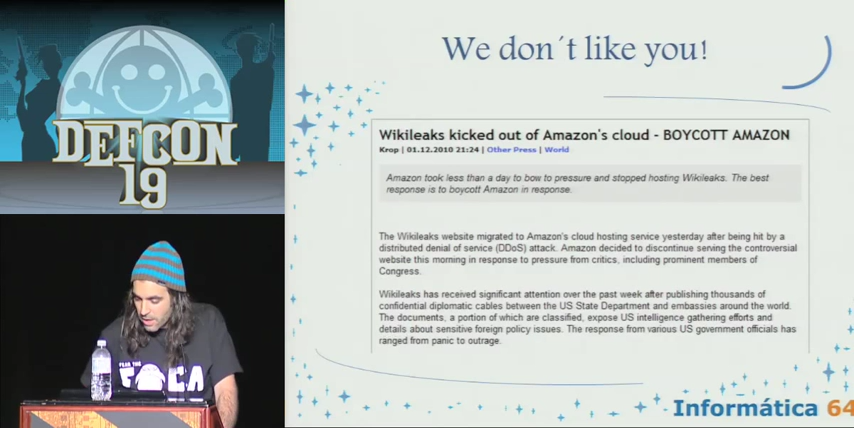 DEFCON
19
FEAR THE
FOCA
We don´t like you!
Wikileaks kicked out of Amazon's cloud - BOYCOTT AMAZON
Krop | 01.12.2010 21:24 | Other Press | World
Amazon took less than a day to bow to pressure and stopped hosting Wikileaks. The best
response is to boycott Amazon in response.
The Wikileaks website migrated to Amazon's cloud hosting service yesterday after being hit by a
distributed denial of service (DDoS) attack. Amazon decided to discontinue serving the controversial
website this morning in response to pressure from critics, including prominent members of
Congress.
Wikileaks has received significant attention over the past week after publishing thousands of
confidential diplomatic cables between the US State Department and embassies around the world.
The documents, a portion of which are classified, expose US intelligence gathering efforts and
details about sensitive foreign policy issues. The response from various US government officials has
ranged from panic to outrage.
Informática 64